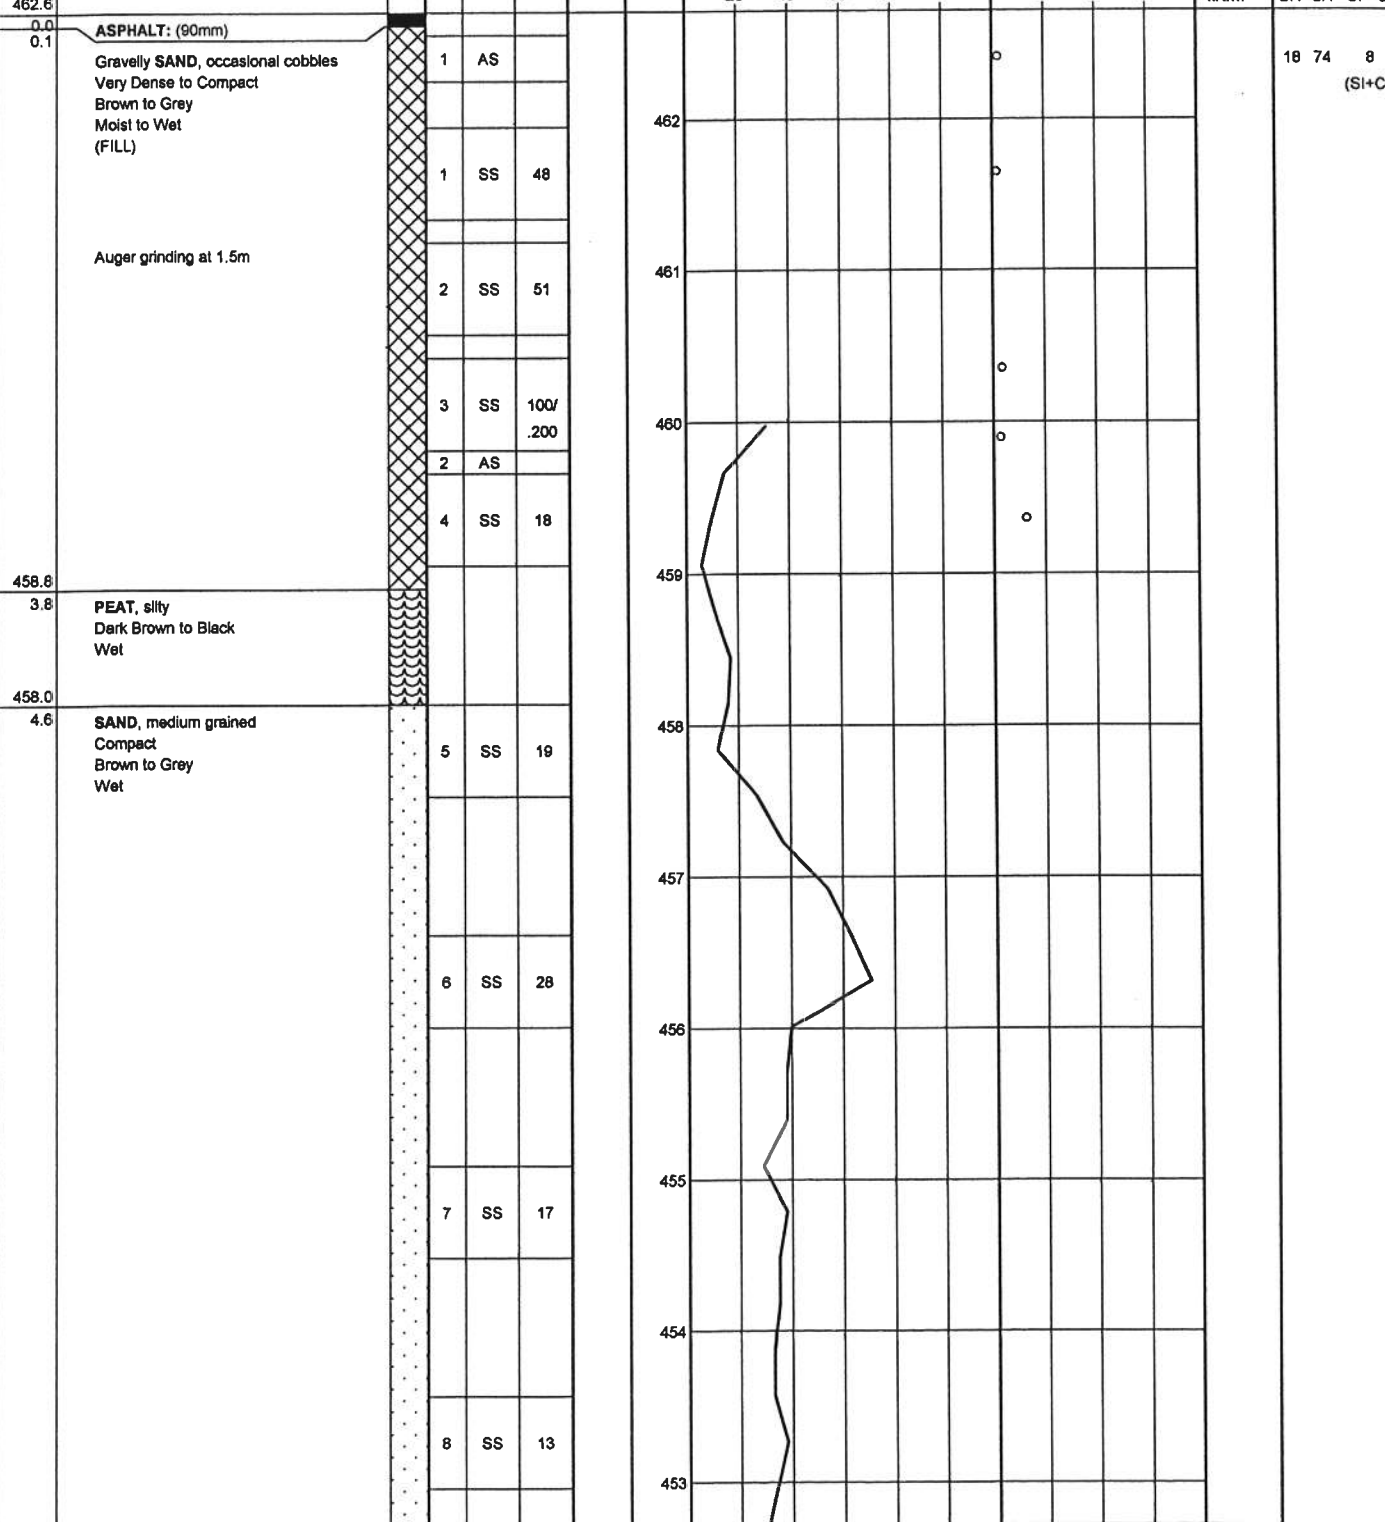 462.6
0.0
0.1
ASPHALT: (90mm)
Gravelly SAND, occasional cobbles
Very Dense to Compact
Brown to Grey
Moist to Wet
(FILL)
Auger grinding at 1.5m
458.8
3.8
PEAT, silty
Dark Brown to Black
Wet
458.0
4.6
SAND, medium grained
Compact
Brown to Grey
Wet
1 AS
1 SS 48
2 SS 51
3 SS 100/
.200
2 AS
4 SS 18
5 SS 19
6 SS 28
7 SS 17
8 SS 13
462
461
460
459
458
457
456
455
454
453
18 74 8
(SI+C